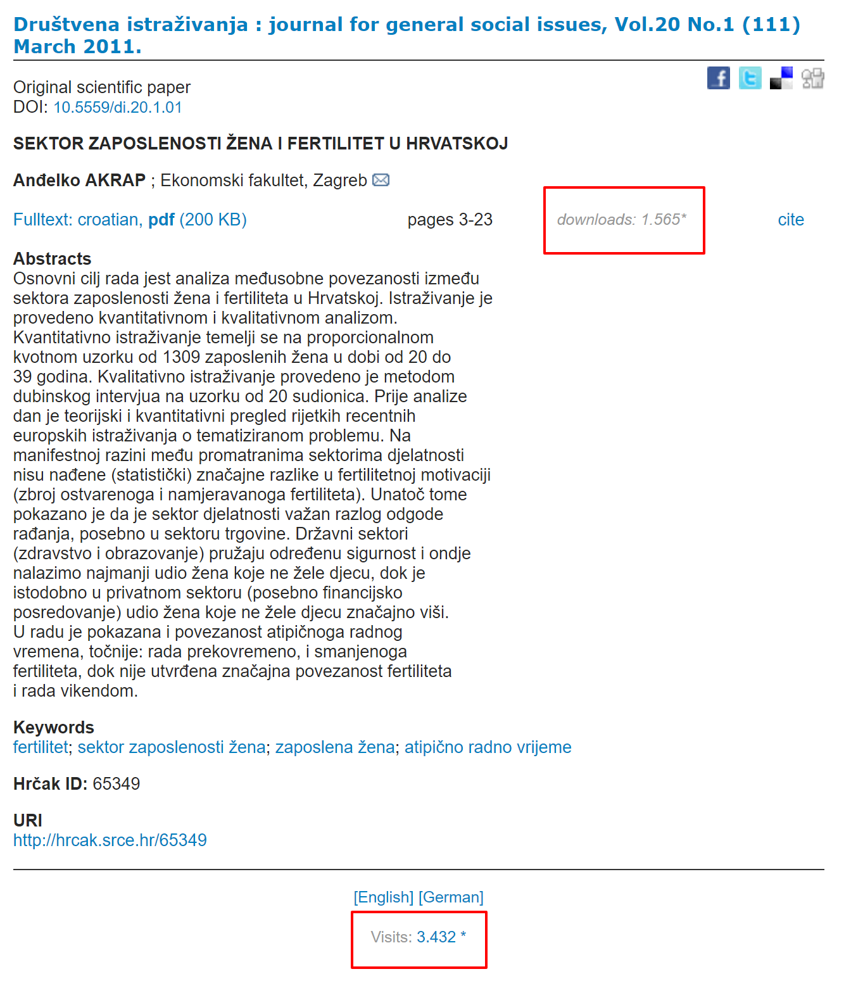 Društvena istraživanja : journal for general social issues, Vol.20 No.1 (111)
March 2011.
Original scientific paper
DOI: 10.5559/di.20.1.01
SEKTOR ZAPOSLENOSTI ŽENA I FERTILITET U HRVATSKOJ
Anđelko AKRAP ; Ekonomski fakultet, Zagreb
Fulltext: croatian, pdf (200 KB) pages 3-23 downloads: 1.565* cite
Abstracts
Osnovni cilj rada jest analiza međusobne povezanosti između
sektora zaposlenosti žena i fertiliteta u Hrvatskoj. Istraživanje je
provedeno kvantitativnom i kvalitativnom analizom.
Kvantitativno istraživanje temelji se na proporcionalnom
kvotnom uzorku od 1309 zaposlenih žena u dobi od 20 do
39 godina. Kvalitativno istraživanje provedeno je metodom
dubinskog intervjua na uzorku od 20 sudionica. Prije analize
dan je teorijski i kvantitativni pregled rijetkih recentnih
europskih istraživanja o tematiziranom problemu. Na
manifestnoj razini među promatranima sektorima djelatnosti
nisu nađene (statistički) značajne razlike u fertilitetnoj motivaciji
(zbroj ostvarenoga i namjeravanoga fertiliteta). Unatoč tome
pokazano je da je sektor djelatnosti važan razlog odgode
rađanja, posebno u sektoru trgovine. Državni sektori
(zdravstvo i obrazovanje) pružaju određenu sigurnost i ondje
nalazimo najmanji udio žena koje ne žele djecu, dok je
istodobno u privatnom sektoru (posebno financijsko
posredovanje) udio žena koje ne žele djecu značajno viši.
U radu je pokazana i povezanost atipičnoga radnog
vremena, točnije: rada prekovremeno, i smanjenoga
fertiliteta, dok nije utvrđena značajna povezanost fertiliteta
i rada vikendom.
Keywords
fertilitet; sektor zaposlenosti žena; zaposlena žena; atipično radno vrijeme
Hrčak ID: 65349
URI
http://hrcak.srce.hr/65349
[English] [German]
Visits: 3.432 *